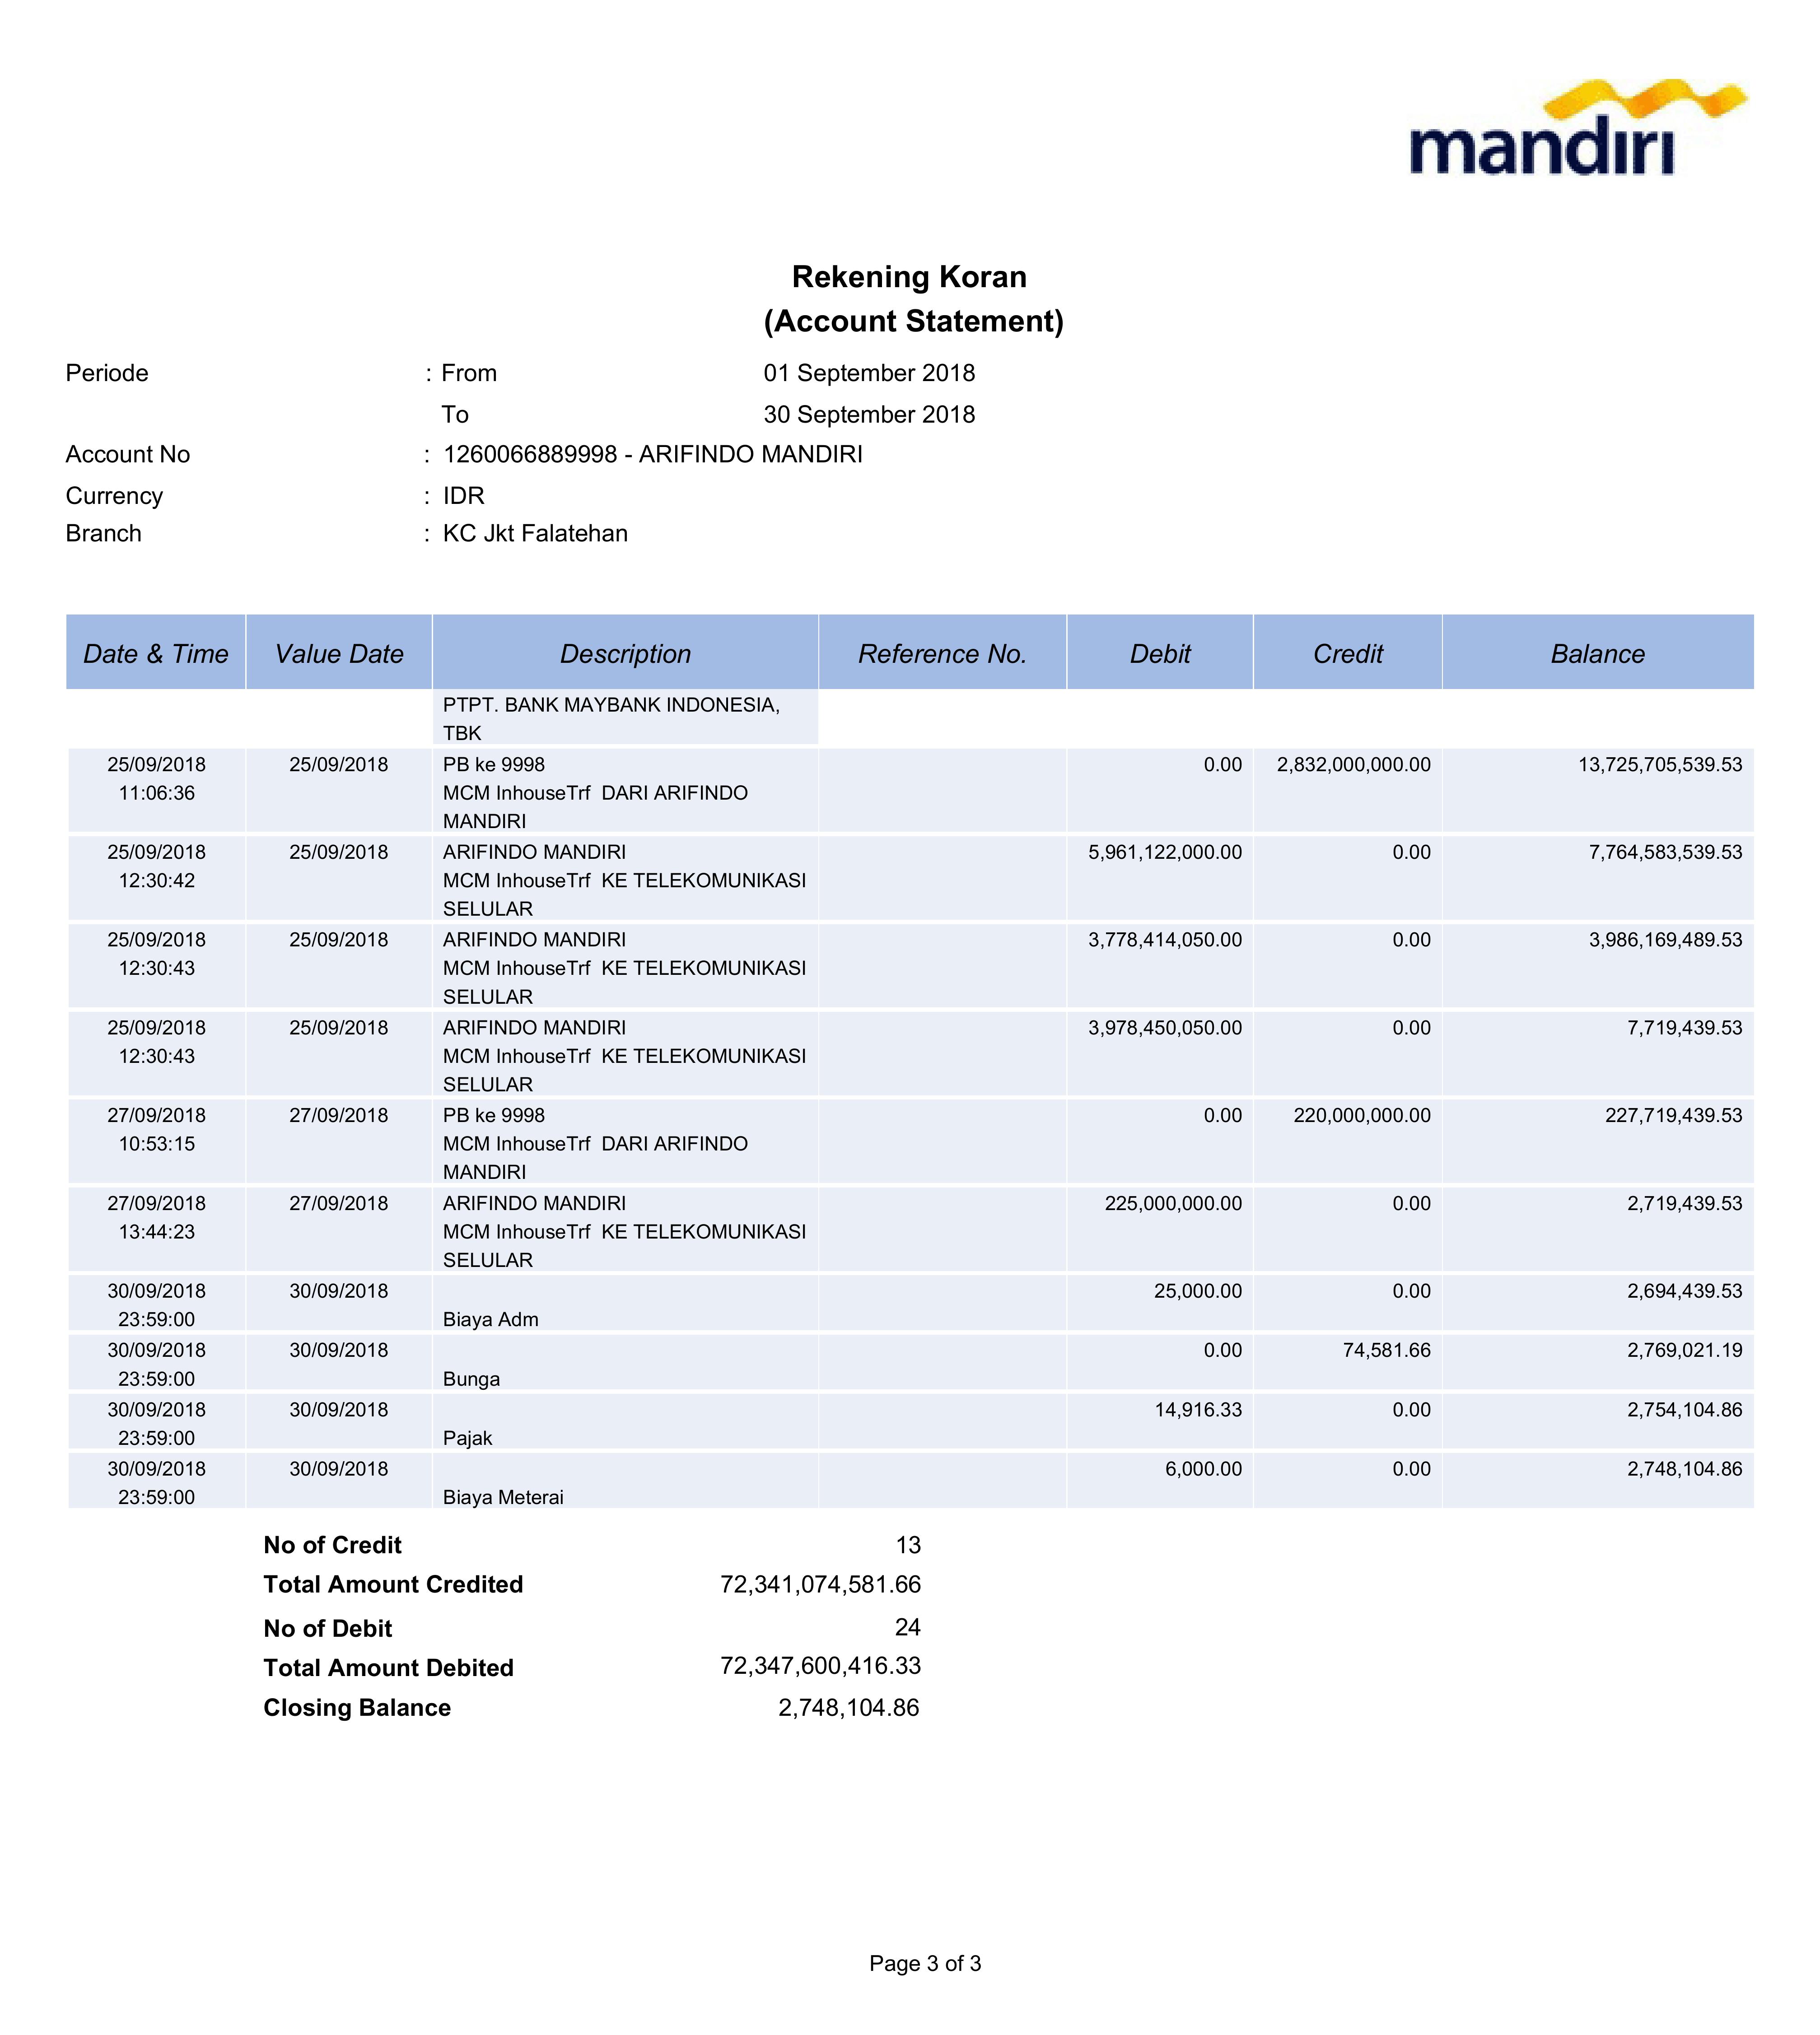 mandiri
Rekening Koran
(Account Statement)
Periode : From 01 September 2018
To 30 September 2018
Account No : 1260066889998 - ARIFINDO MANDIRI
Currency : IDR
Branch : KC Jkt Falatehan
Date & Time Value Date Description Reference No. Debit Credit Balance
PTPT. BANK MAYBANK INDONESIA,
TBK
25/09/2018 25/09/2018 PB ke 9998 0.00 2,832,000,000.00 13,725,705,539.53
11:06:36 MCM InhouseTrf DARI ARIFINDO
MANDIRI
25/09/2018 25/09/2018 ARIFINDO MANDIRI 5,961,122,000.00 0.00 7,764,583,539.53
12:30:42 MCM InhouseTrf KE TELEKOMUNIKASI
SELULAR
25/09/2018 25/09/2018 ARIFINDO MANDIRI 3,778,414,050.00 0.00 3,986,169,489.53
12:30:43 MCM InhouseTrf KE TELEKOMUNIKASI
SELULAR
25/09/2018 25/09/2018 ARIFINDO MANDIRI 3,978,450,050.00 0.00 7,719,439.53
12:30:43 MCM InhouseTrf KE TELEKOMUNIKASI
SELULAR
27/09/2018 27/09/2018 PB ke 9998 0.00 220,000,000.00 227,719,439.53
10:53:15 MCM InhouseTrf DARI ARIFINDO
MANDIRI
27/09/2018 27/09/2018 ARIFINDO MANDIRI 225,000,000.00 0.00 2,719,439.53
13:44:23 MCM InhouseTrf KE TELEKOMUNIKASI
SELULAR
30/09/2018 30/09/2018 25,000.00 0.00 2,694,439.53
23:59:00 Biaya Adm
30/09/2018 30/09/2018 0.00 74,581.66 2,769,021.19
23:59:00 Bunga
30/09/2018 30/09/2018 14,916.33 0.00 2,754,104.86
23:59:00 Pajak
30/09/2018 30/09/2018 6,000.00 0.00 2,748,104.86
23:59:00 Biaya Meterai
No of Credit 13
Total Amount Credited 72,341,074,581.66
No of Debit 24
Total Amount Debited 72,347,600,416.33
Closing Balance 2,748,104.86
Page 3 of 3